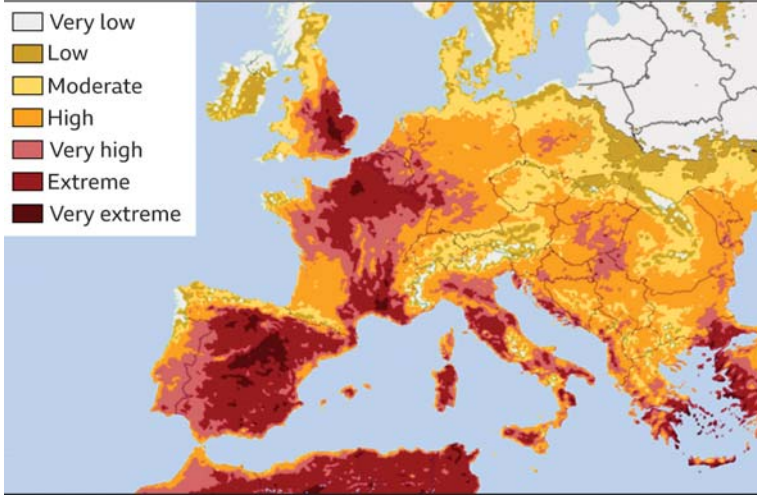 Very low
Low
Moderate
High
Very high
Extreme
Very extreme